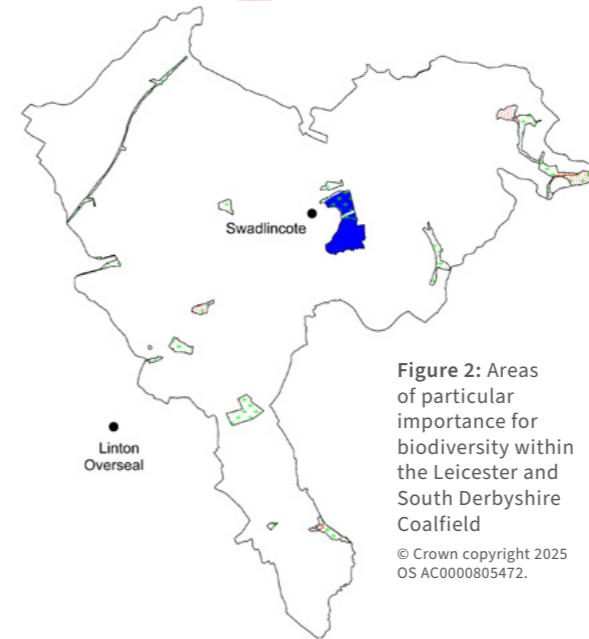 Swadlincote
Linton
Overseal
Figure 2: Areas
of particular
importance for
biodiversity within
the Leicester and
South Derbyshire
Coalfield
© Crown copyright 2025
OS AC0000805472.